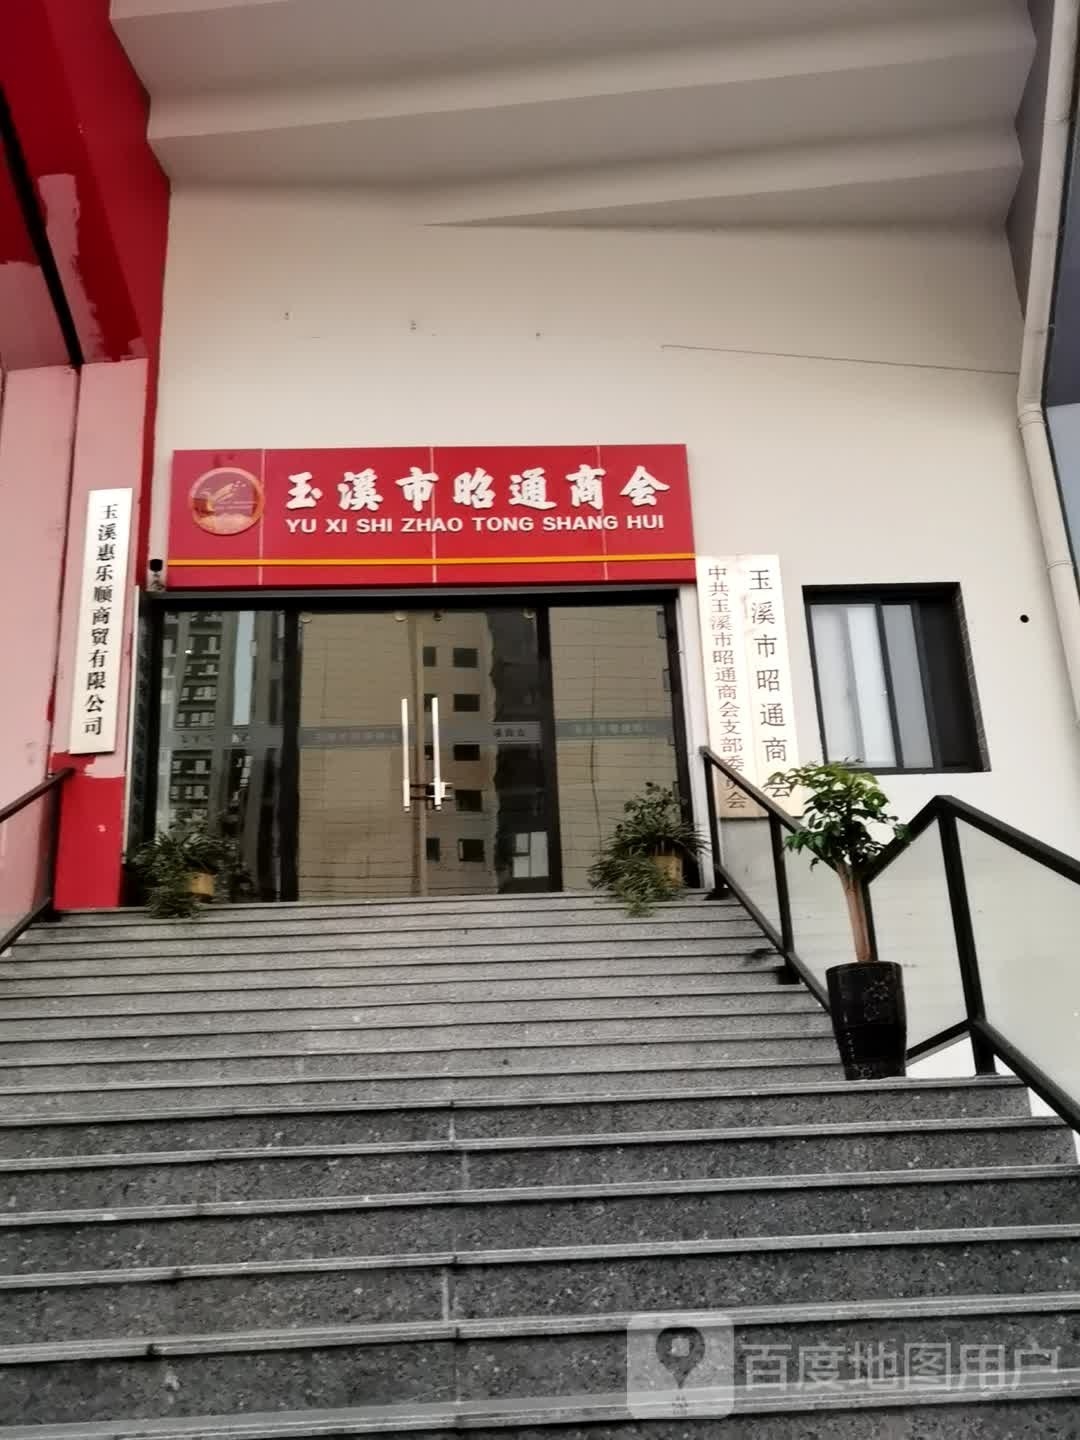 玉溪市昭通商会
YU XI SHI ZHAO TONG SHANG HUI
玉溪惠乐顺商贸有限公司
中共玉溪市昭通商会支部委员会
玉溪市昭通商会
百度地图用户